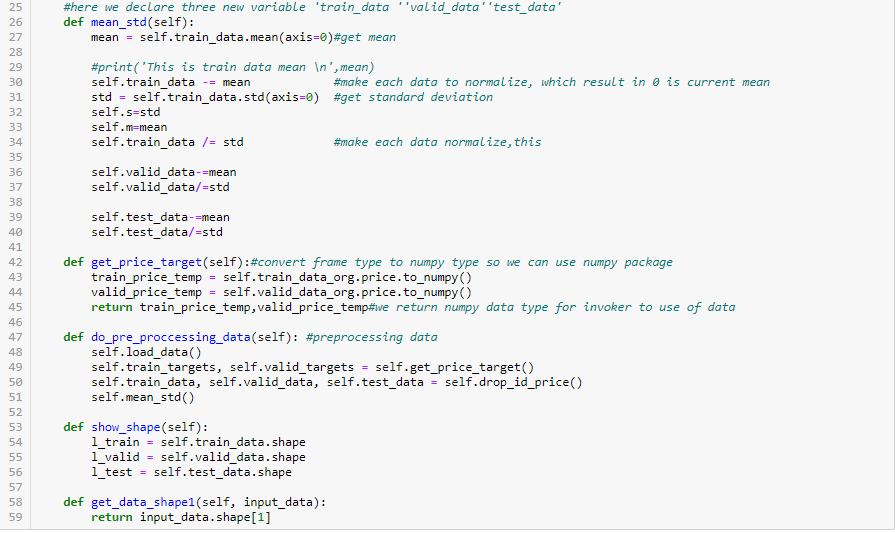 25 #here we declare three new variable 'train_data ''valid_data''test_data'
26 def mean_std(self):
27 mean = self.train_data.mean(axis=0)#get mean
28
29 #print('This is train data mean \n',mean)
30 self.train_data -= mean #make each data to normalize, which result in 0 is current mean
31 std = self.train_data.std(axis=0) #get standard deviation
32 self.s=std
33 self.m=mean
34 self.train_data /= std #make each data normalize,this
35
36 self.valid_data-=mean
37 self.valid_data/=std
38
39 self.test_data-=mean
40 self.test_data/=std
41
42 def get_price_target(self):#convert frame type to numpy type so we can use numpy package
43 train_price_temp = self.train_data_org.price.to_numpy()
44 valid_price_temp = self.valid_data_org.price.to_numpy()
45 return train_price_temp,valid_price_temp#we return numpy data type for invoker to use of data
46
47 def do_pre_proccessing_data(self): #preprocessing data
48 self.load_data()
49 self.train_targets, self.valid_targets = self.get_price_target()
50 self.train_data, self.valid_data, self.test_data = self.drop_id_price()
51 self.mean_std()
52
53 def show_shape(self):
54 l_train = self.train_data.shape
55 l_valid = self.valid_data.shape
56 l_test = self.test_data.shape
57
58 def get_data_shape1(self, input_data):
59 return input_data.shape[1]